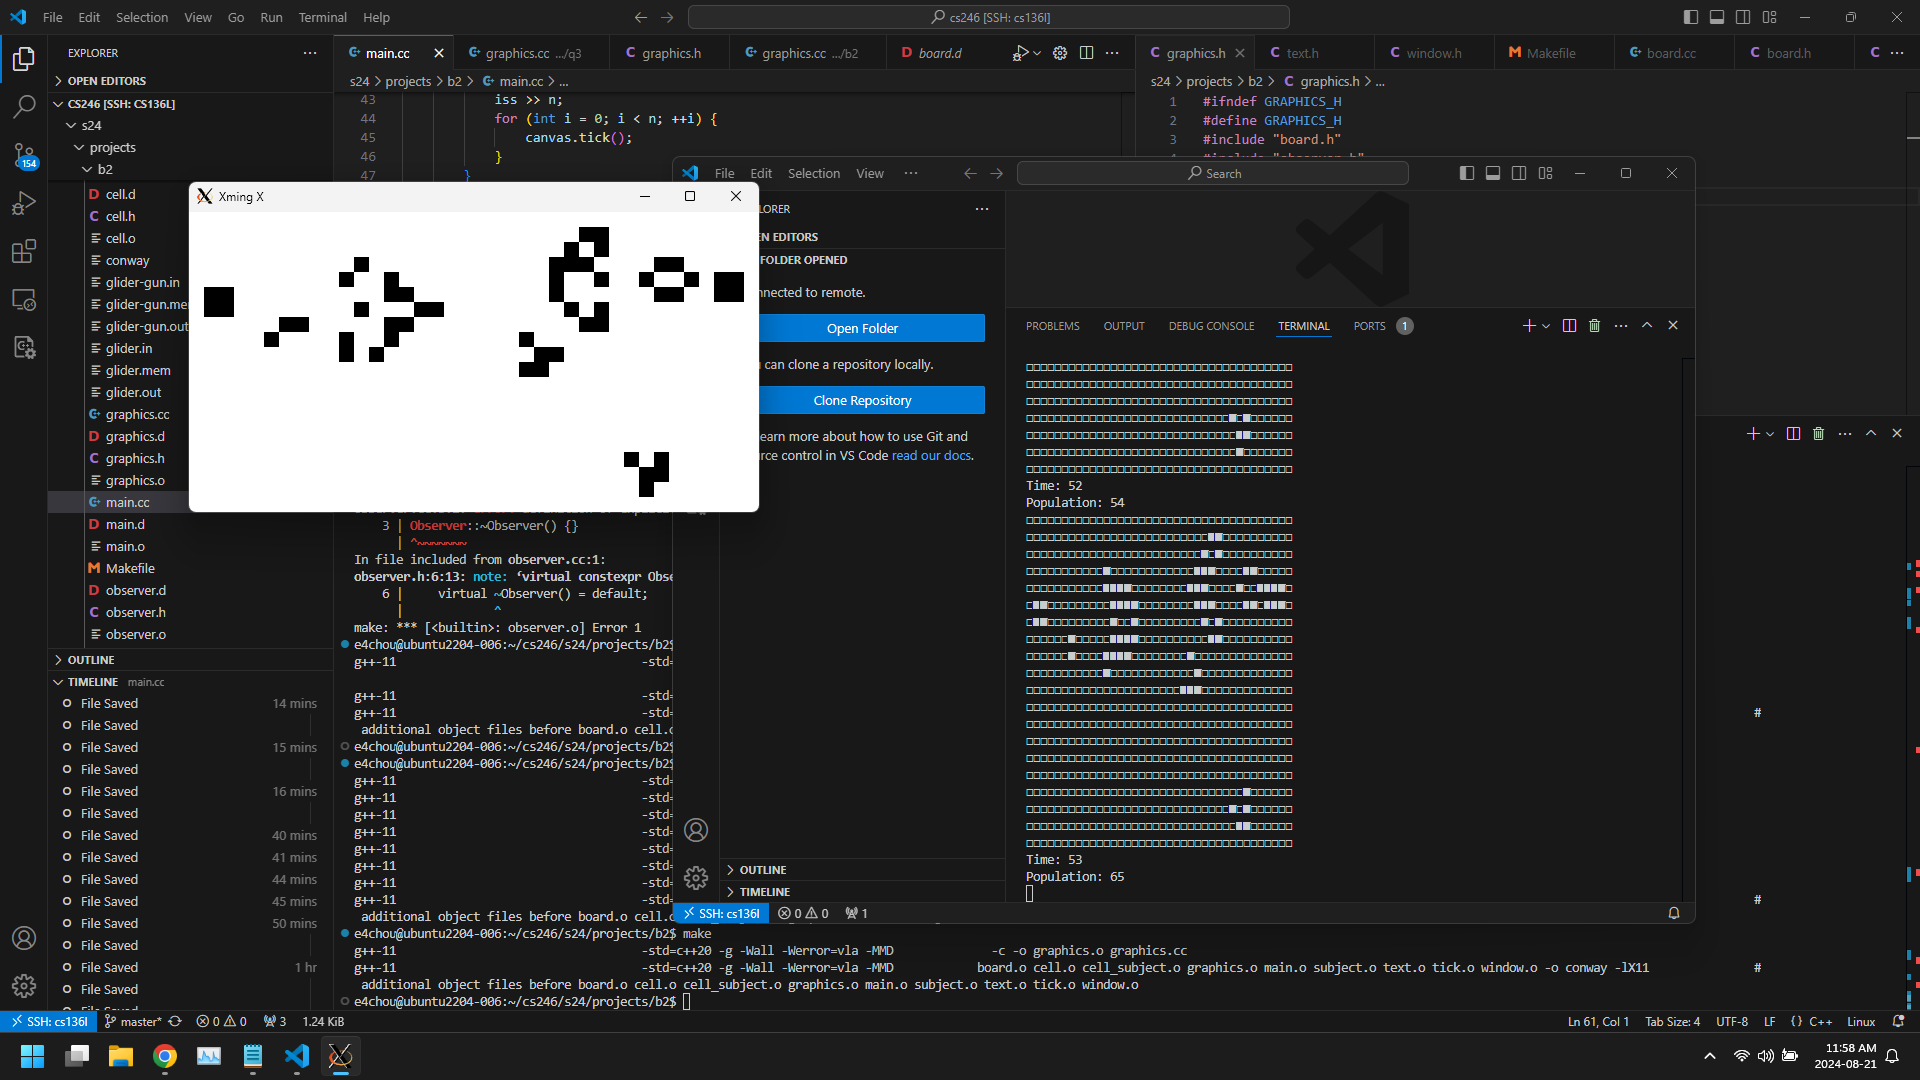 File Edit Selection View Go Run Terminal Help
cs246 [SSH: cs136l]
EXPLORER
OPEN EDITORS
CS246 [SSH: CS136L]
s24
projects
b2
cell.d
cell.h
cell.o
conway
glider-gun.in
glider-gun.me
glider-gun.out
glider.in
glider.mem
glider.out
graphics.cc
graphics.d
graphics.h
graphics.o
main.cc
main.d
main.o
Makefile
observer.d
observer.h
observer.o
OUTLINE
TIMELINE main.cc
File Saved 14 mins
File Saved
File Saved 15 mins
File Saved
File Saved 16 mins
File Saved
File Saved 40 mins
File Saved 41 mins
File Saved 44 mins
File Saved 45 mins
File Saved 50 mins
File Saved
File Saved 1 hr
File Saved
main.cc graphics.cc .../q3 graphics.h graphics.cc .../b2 board.d
s24 > projects > b2 > main.cc > ...
43 iss >> n;
44 for (int i = 0; i < n; ++i) {
45 canvas.tick();
46 }
47 }
graphics.h text.h window.h Makefile board.cc board.h
s24 > projects > b2 > graphics.h > ...
1 #ifndef GRAPHICS_H
2 #define GRAPHICS_H
3 #include "board.h"
Xming X
3 | Observer::~Observer() {}
| ^~~~~~~~
In file included from observer.cc:1:
observer.h:6:13: note: ‘virtual constexpr Obse
6 | virtual ~Observer() = default;
| ^
make: *** [<builtin>: observer.o] Error 1
e4chou@ubuntu2204-006:~/cs246/s24/projects/b2$
g++-11 -std=
g++-11 -std=
g++-11 -std=
additional object files before board.o cell.c
e4chou@ubuntu2204-006:~/cs246/s24/projects/b2$
e4chou@ubuntu2204-006:~/cs246/s24/projects/b2$
g++-11 -std=
g++-11 -std=
g++-11 -std=
g++-11 -std=
g++-11 -std=
g++-11 -std=
g++-11 -std=
g++-11 -std=
additional object files before board.o cell.c
e4chou@ubuntu2204-006:~/cs246/s24/projects/b2$ make
g++-11 -std=c++20 -g -Wall -Werror=vla -MMD -c -o graphics.o graphics.cc
g++-11 -std=c++20 -g -Wall -Werror=vla -MMD board.o cell.o cell_subject.o graphics.o main.o subject.o text.o tick.o window.o -o conway -lX11 #
additional object files before board.o cell.o cell_subject.o graphics.o main.o subject.o text.o tick.o window.o
e4chou@ubuntu2204-006:~/cs246/s24/projects/b2$
#
#
File Edit Selection View
Search
LORER
EN EDITORS
FOLDER OPENED
nnected to remote.
Open Folder
can clone a repository locally.
Clone Repository
earn more about how to use Git and
rce control in VS Code read our docs.
OUTLINE
TIMELINE
PROBLEMS OUTPUT DEBUG CONSOLE TERMINAL PORTS 1
Time: 52
Population: 54
Time: 53
Population: 65
SSH: cs136l 0 0 1
SSH: cs136l master* 0 0 3 1.24 KiB
Ln 61, Col 1 Tab Size: 4 UTF-8 LF {} C++ Linux
154
11:58 AM
2024-08-21